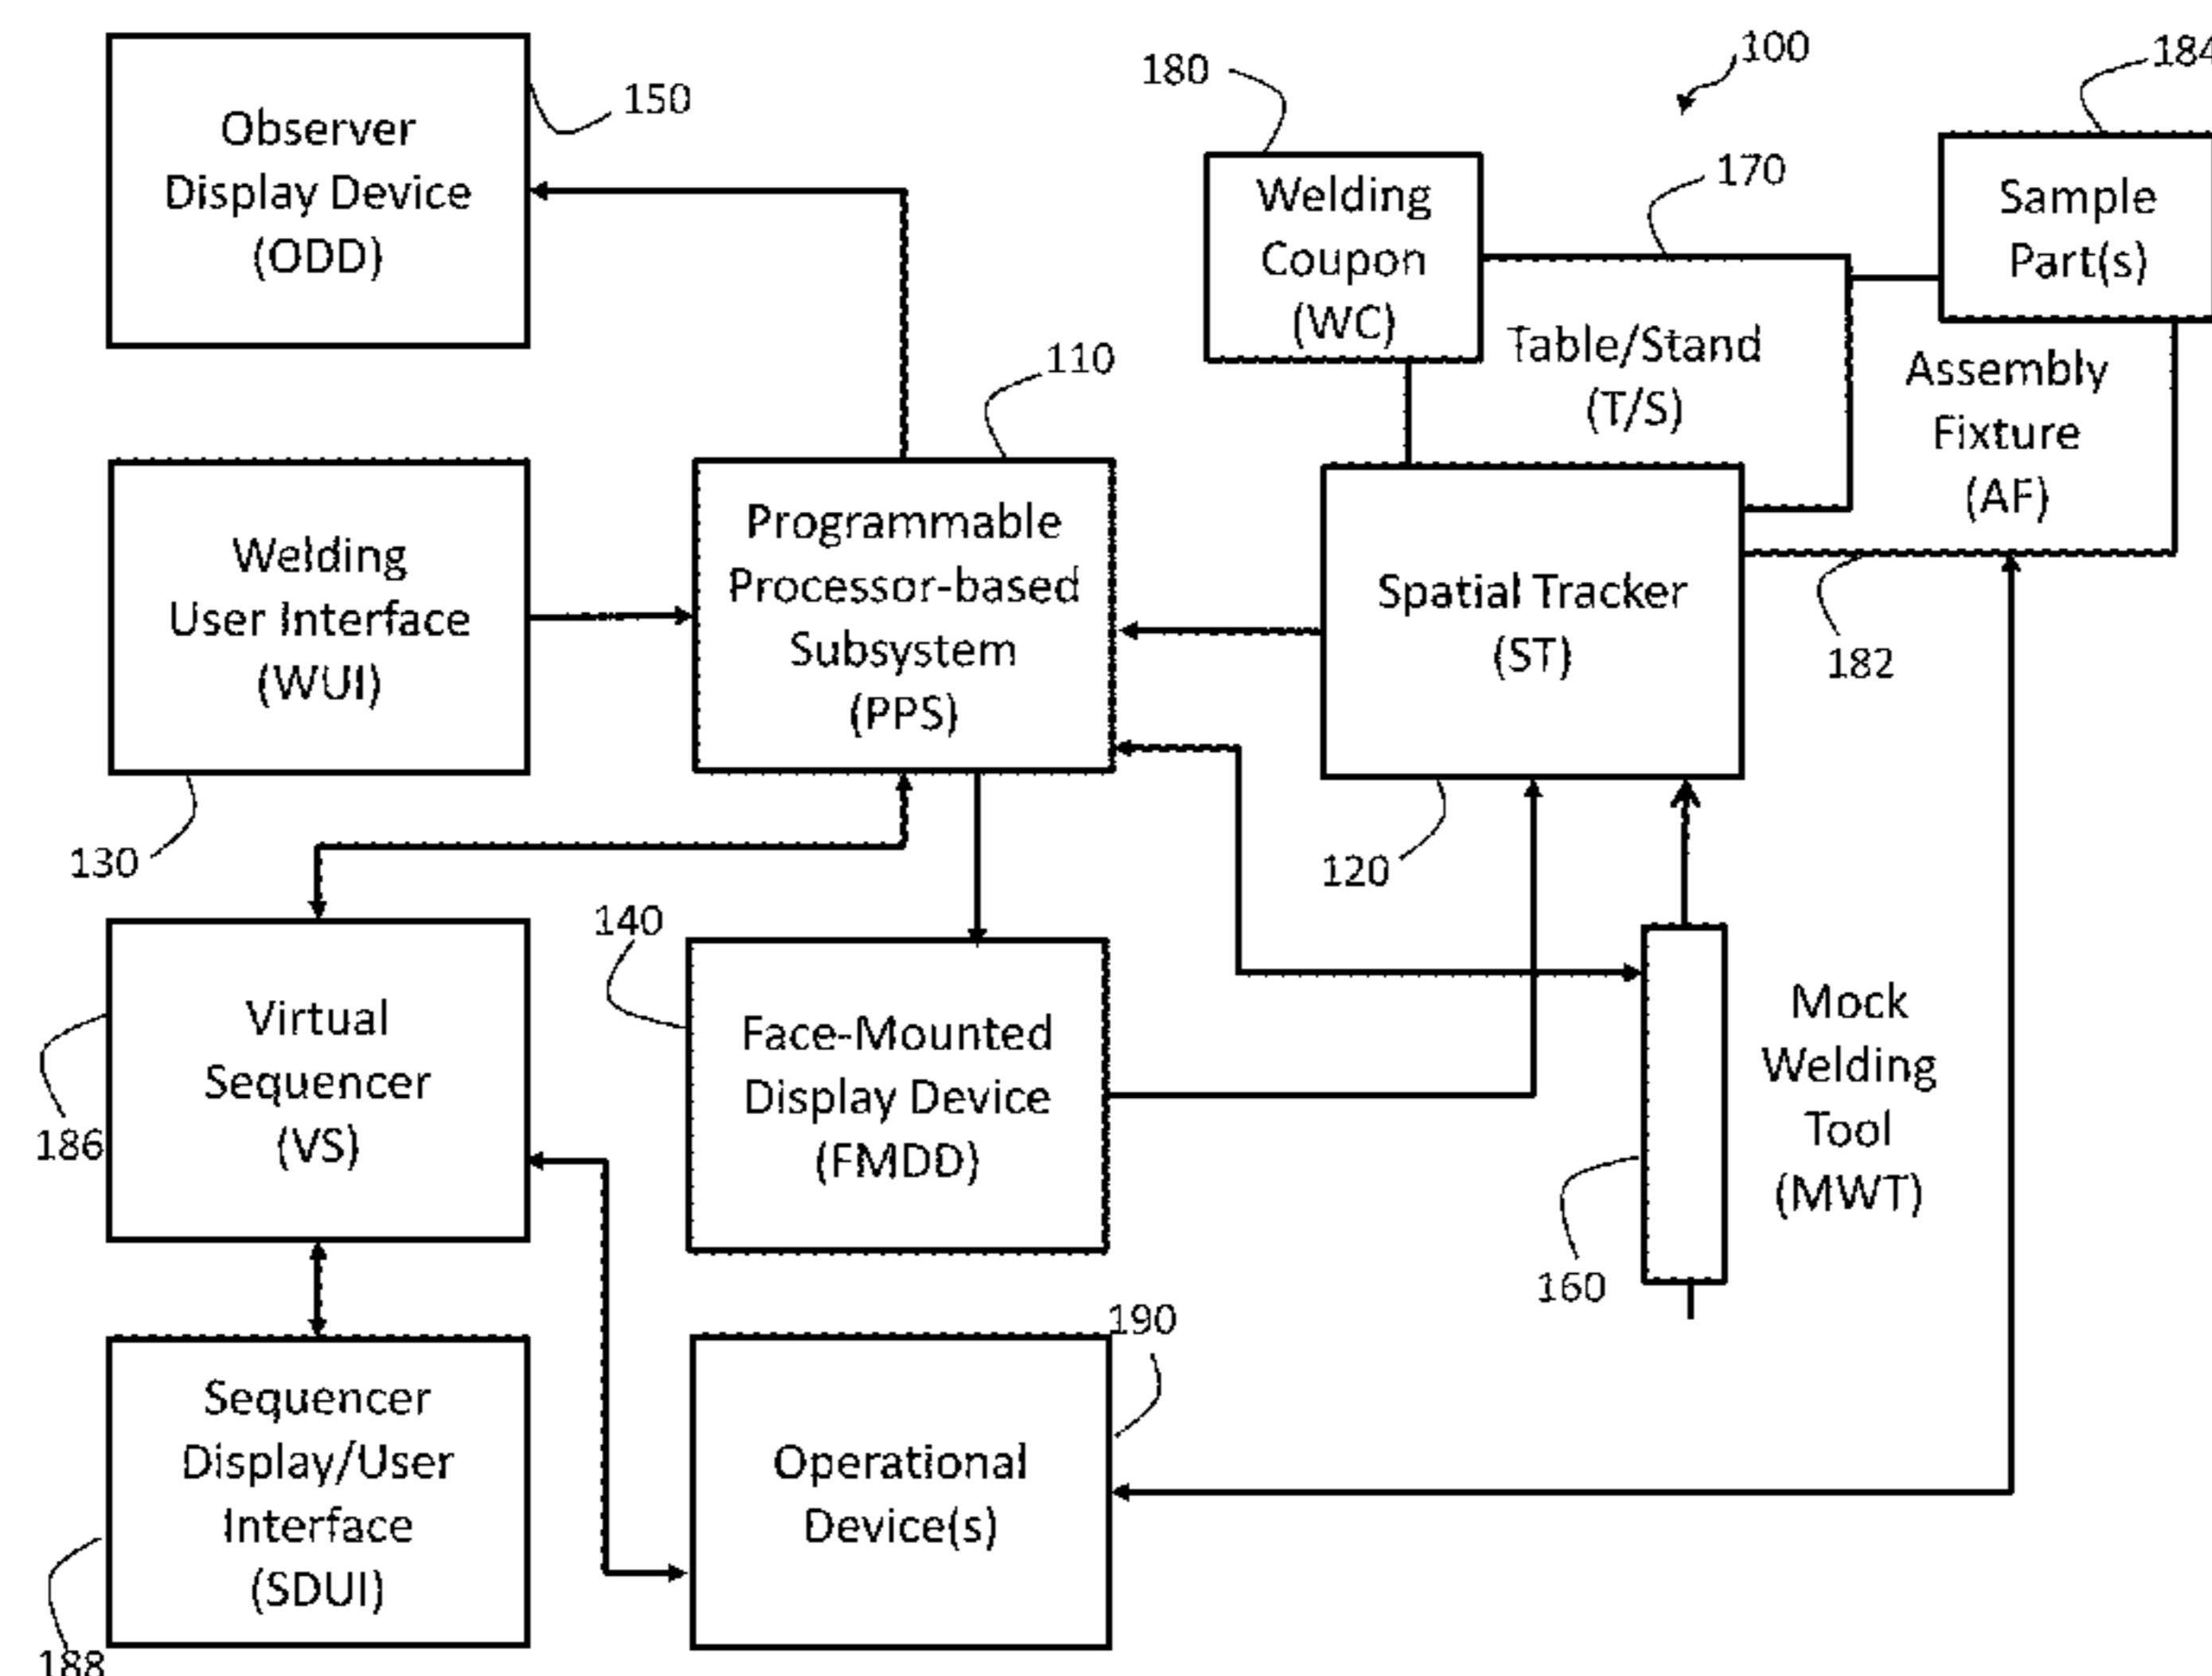 100
184
180
150
Observer
Display Device
(ODD)
170
Welding
Coupon
(WC)
Sample
Part(s)
Table/Stand
(T/S)
Assembly
Fixture
(AF)
110
Welding
User Interface
(WUI)
Programmable
Processor-based
Subsystem
(PPS)
Spatial Tracker
(ST)
182
130
120
140
Virtual
Sequencer
(VS)
186
Face-Mounted
Display Device
(FMDD)
Mock
Welding
Tool
(MWT)
160
190
Sequencer
Display/User
Interface
(SDUI)
Operational
Device(s)
188